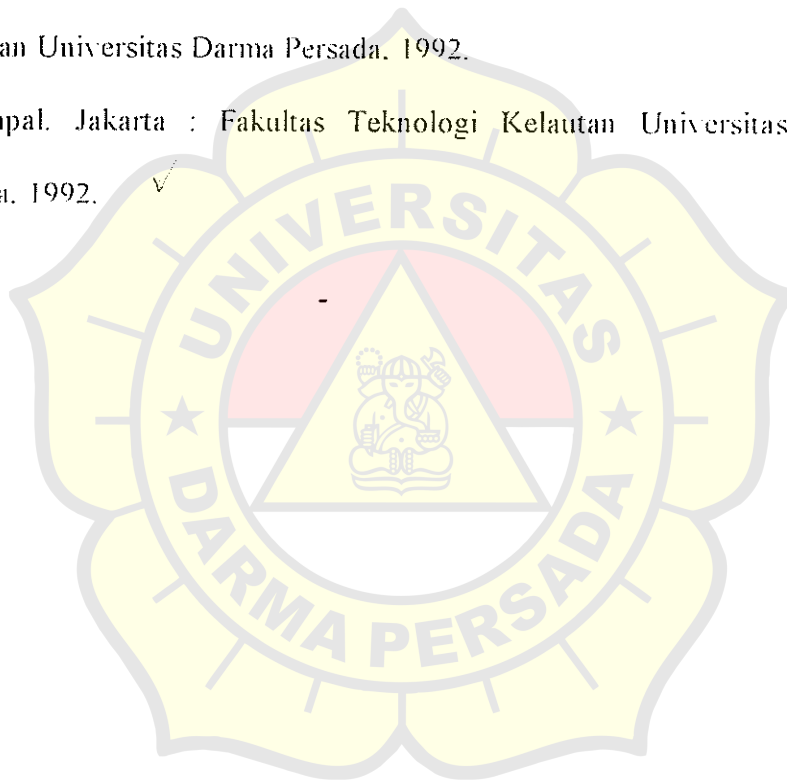 an Universitas Darma Persada. 1992.
apal. Jakarta : Fakultas Teknologi Kelautan Universitas
a. 1992.
UNIVERSITAS
DARMA PERSADA